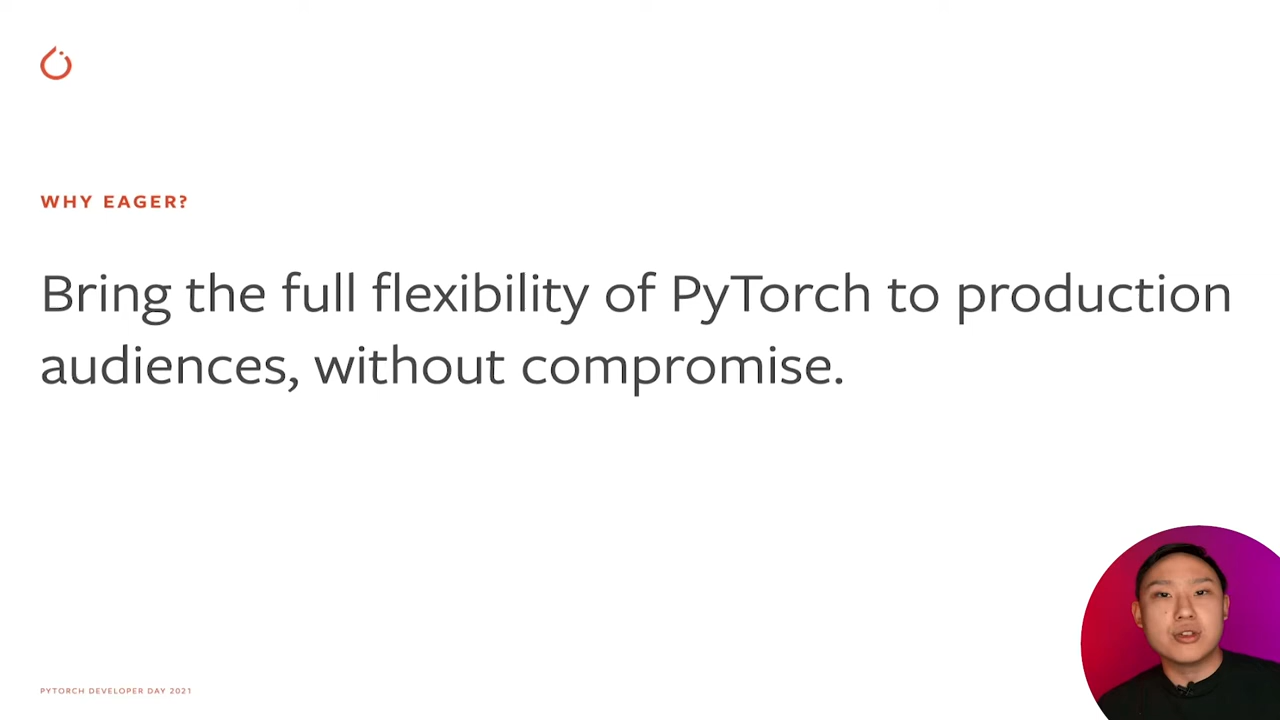 WHY EAGER?
Bring the full flexibility of PyTorch to production
audiences, without compromise.
PYTORCH DEVELOPER DAY 2021